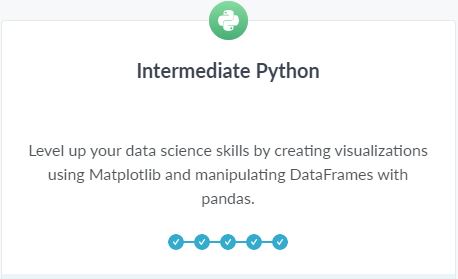 Intermediate Python
Level up your data science skills by creating visualizations
using Matplotlib and manipulating DataFrames with
pandas.